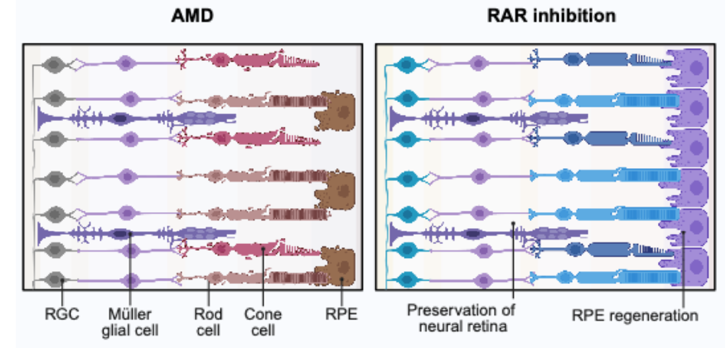 AMD
RAR inhibition
RGC
Müller
glial cell
Rod
cell
Cone
cell
RPE
Preservation of
neural retina
RPE regeneration